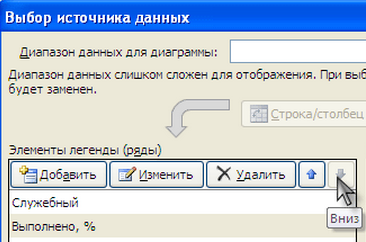 Выбор источника данных
Диапазон данных для диаграммы:
Диапазон данных слишком сложен для отображения. При выб
будет заменен.
Строка/столбец
Элементы легенды (ряды)
Добавить Изменить Удалить
Служебный
Вниз
Выполнено, %